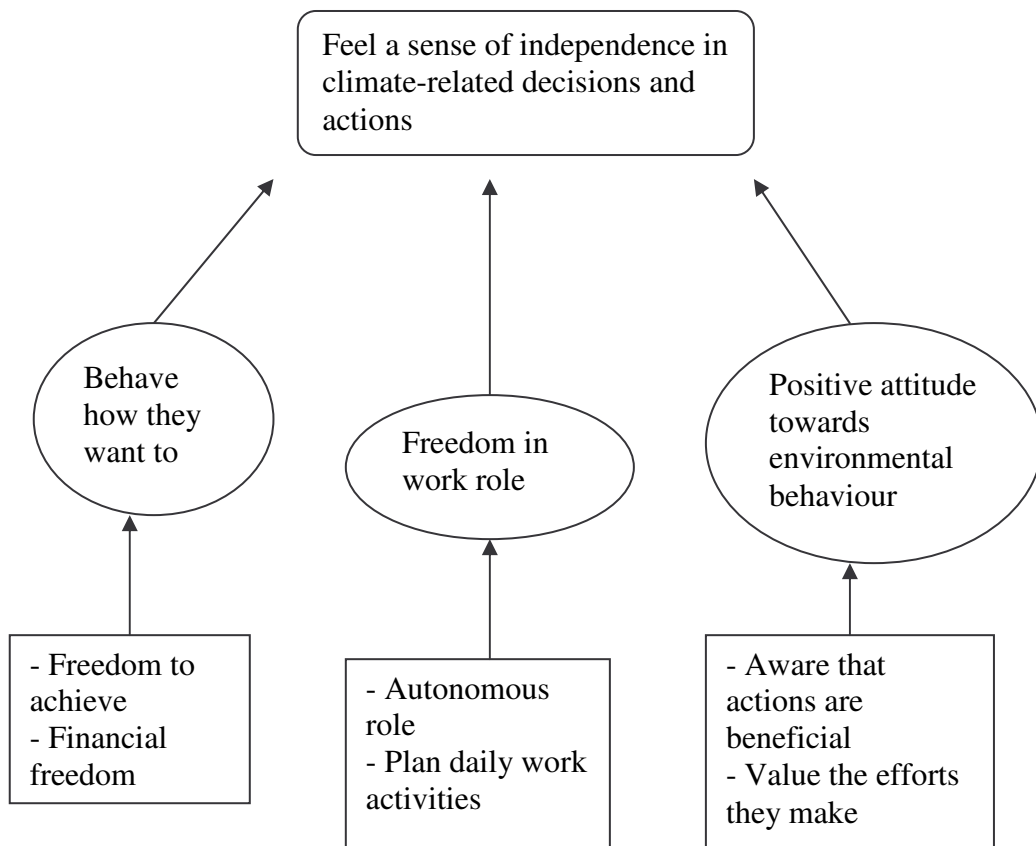 Feel a sense of independence in
climate-related decisions and
actions
Behave
how they
want to
Freedom in
work role
Positive attitude
towards
environmental
behaviour
- Freedom to
achieve
- Financial
freedom
- Autonomous
role
- Plan daily work
activities
- Aware that
actions are
beneficial
- Value the efforts
they make